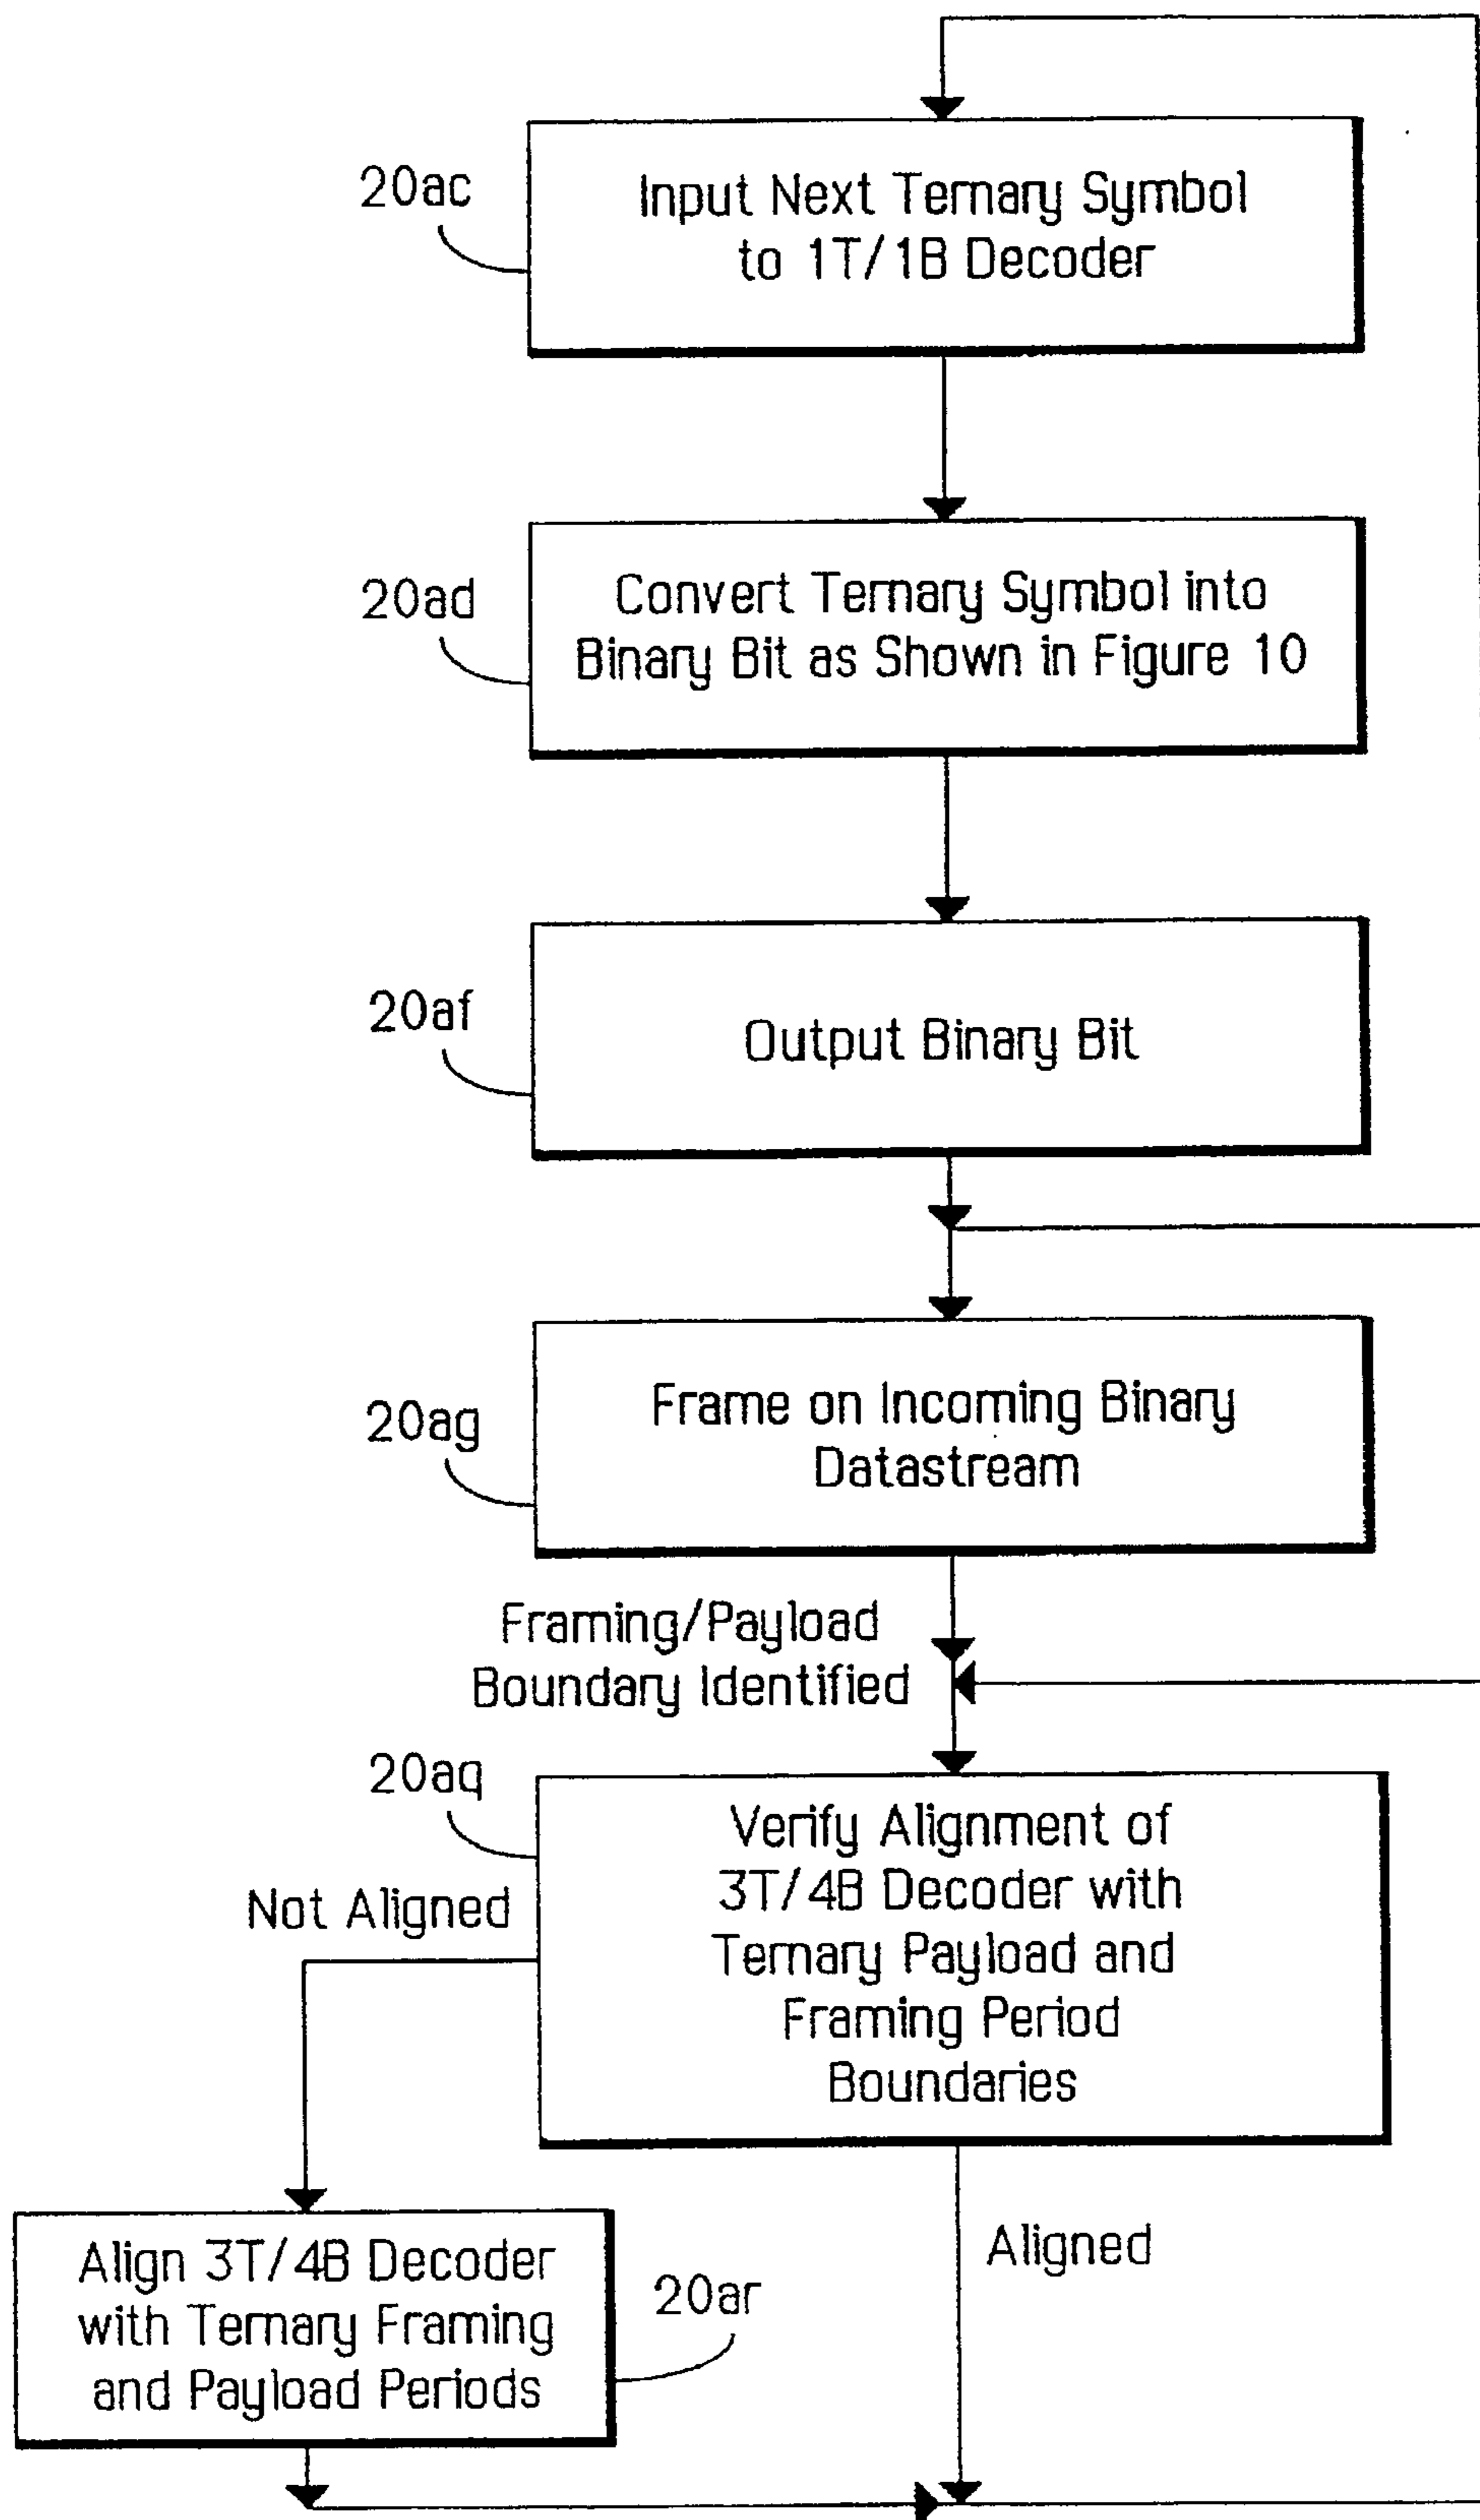 20ac
Input Next Ternary Symbol
to 1T/1B Decoder
20ad
Convert Ternary Symbol into
Binary Bit as Shown in Figure 10
20af
Output Binary Bit
20ag
Frame on Incoming Binary
Datastream
Framing/Payload
Boundary Identified
20aq
Verify Alignment of
3T/4B Decoder with
Ternary Payload and
Framing Period
Boundaries
Not Aligned
Align 3T/4B Decoder
with Ternary Framing
and Payload Periods
20ar
Aligned